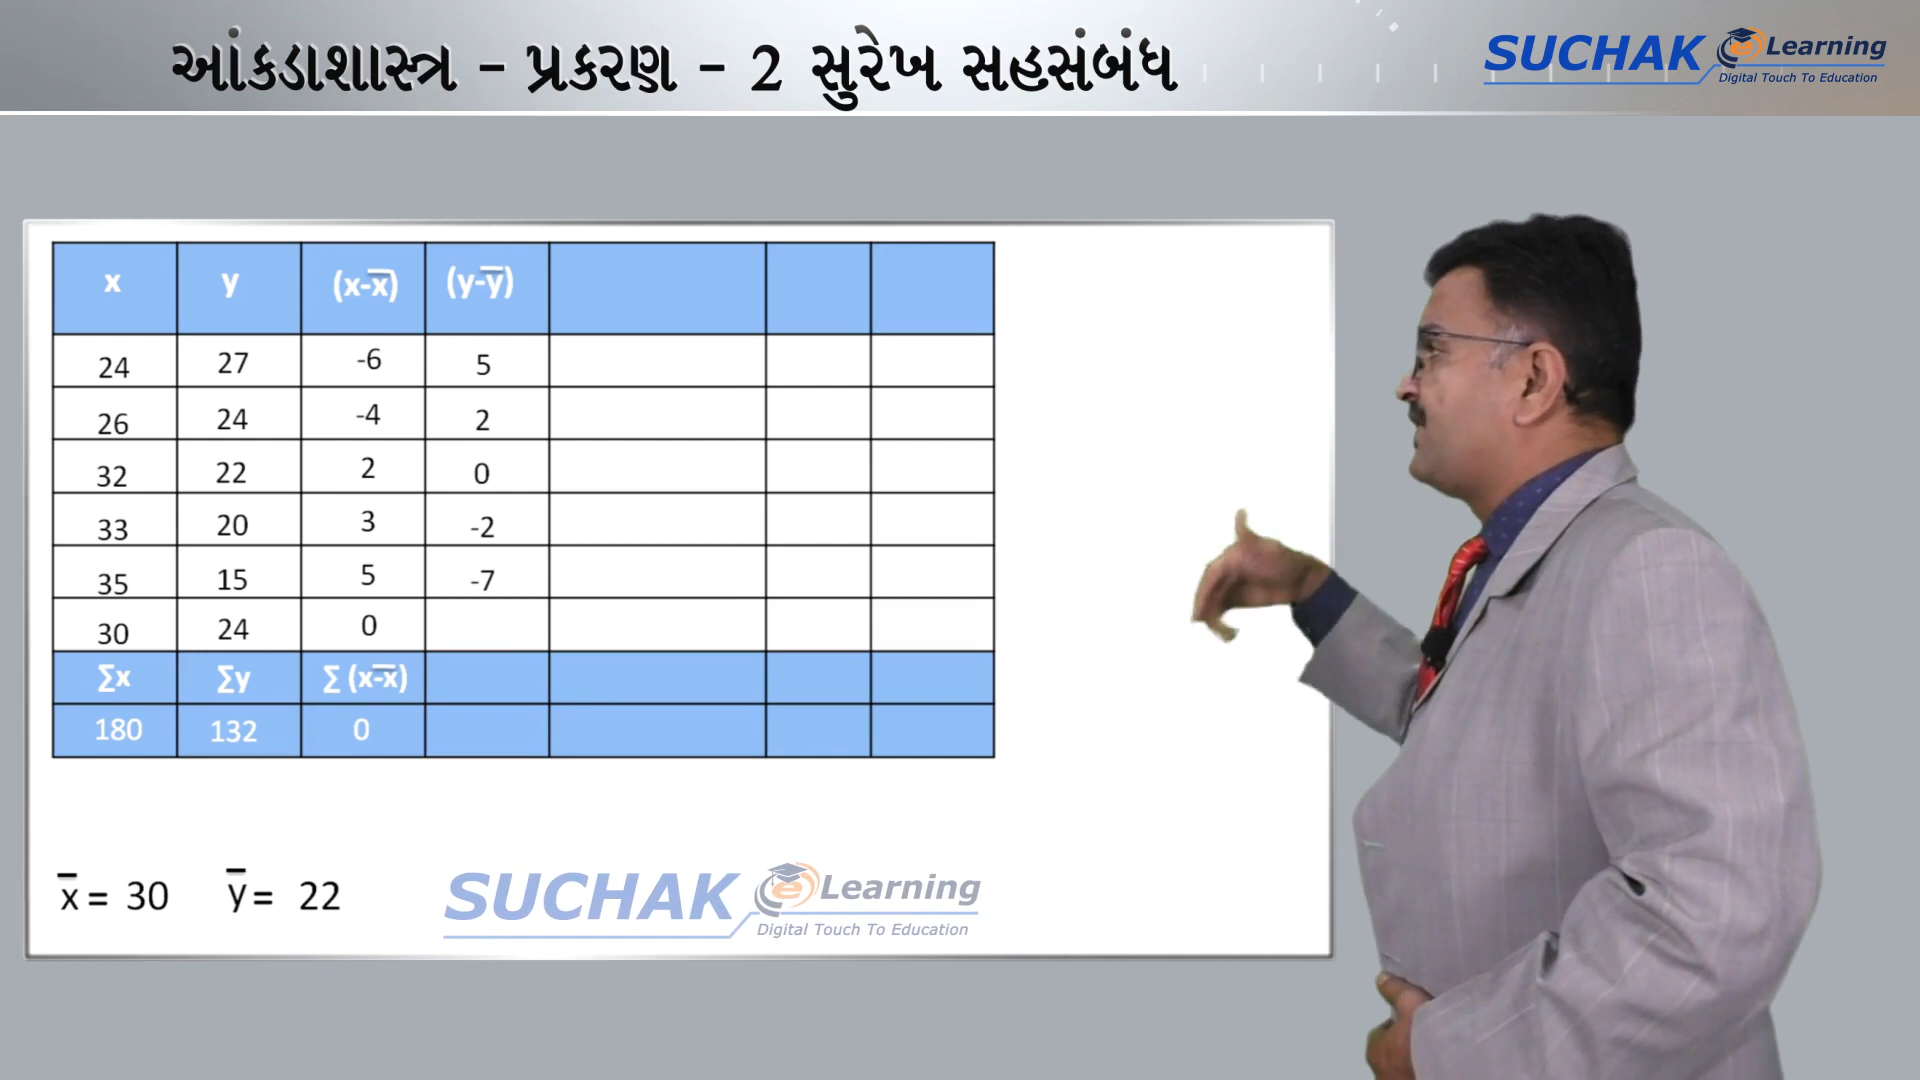 આંકડાશાસ્ત્ર - પ્રકરણ - 2 સુરેખ સહસંબંધ
SUCHAK eLearning
Digital Touch To Education
x y (x-x̅) (y-y̅)
24 27 -6 5
26 24 -4 2
32 22 2 0
33 20 3 -2
35 15 5 -7
30 24 0
∑x ∑y ∑ (x-x̅)
180 132 0
x̅ = 30 y̅ = 22
SUCHAK eLearning
Digital Touch To Education